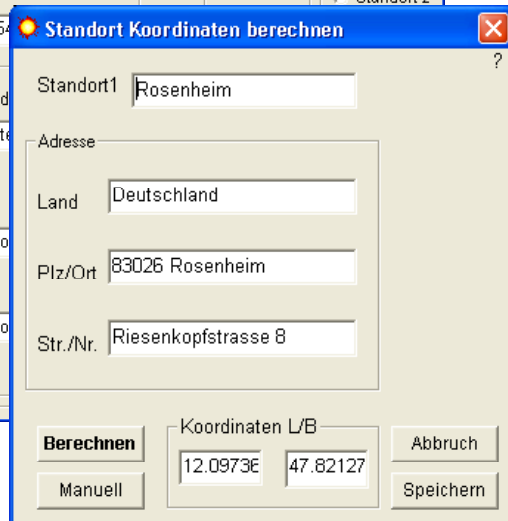 Standort Koordinaten berechnen
?
Standort1 Rosenheim
Adresse
Land Deutschland
Plz/Ort 83026 Rosenheim
Str./Nr. Riesenkopfstrasse 8
Koordinaten L/B
Berechnen 12.0973 47.82127 Abbruch
Manuell Speichern